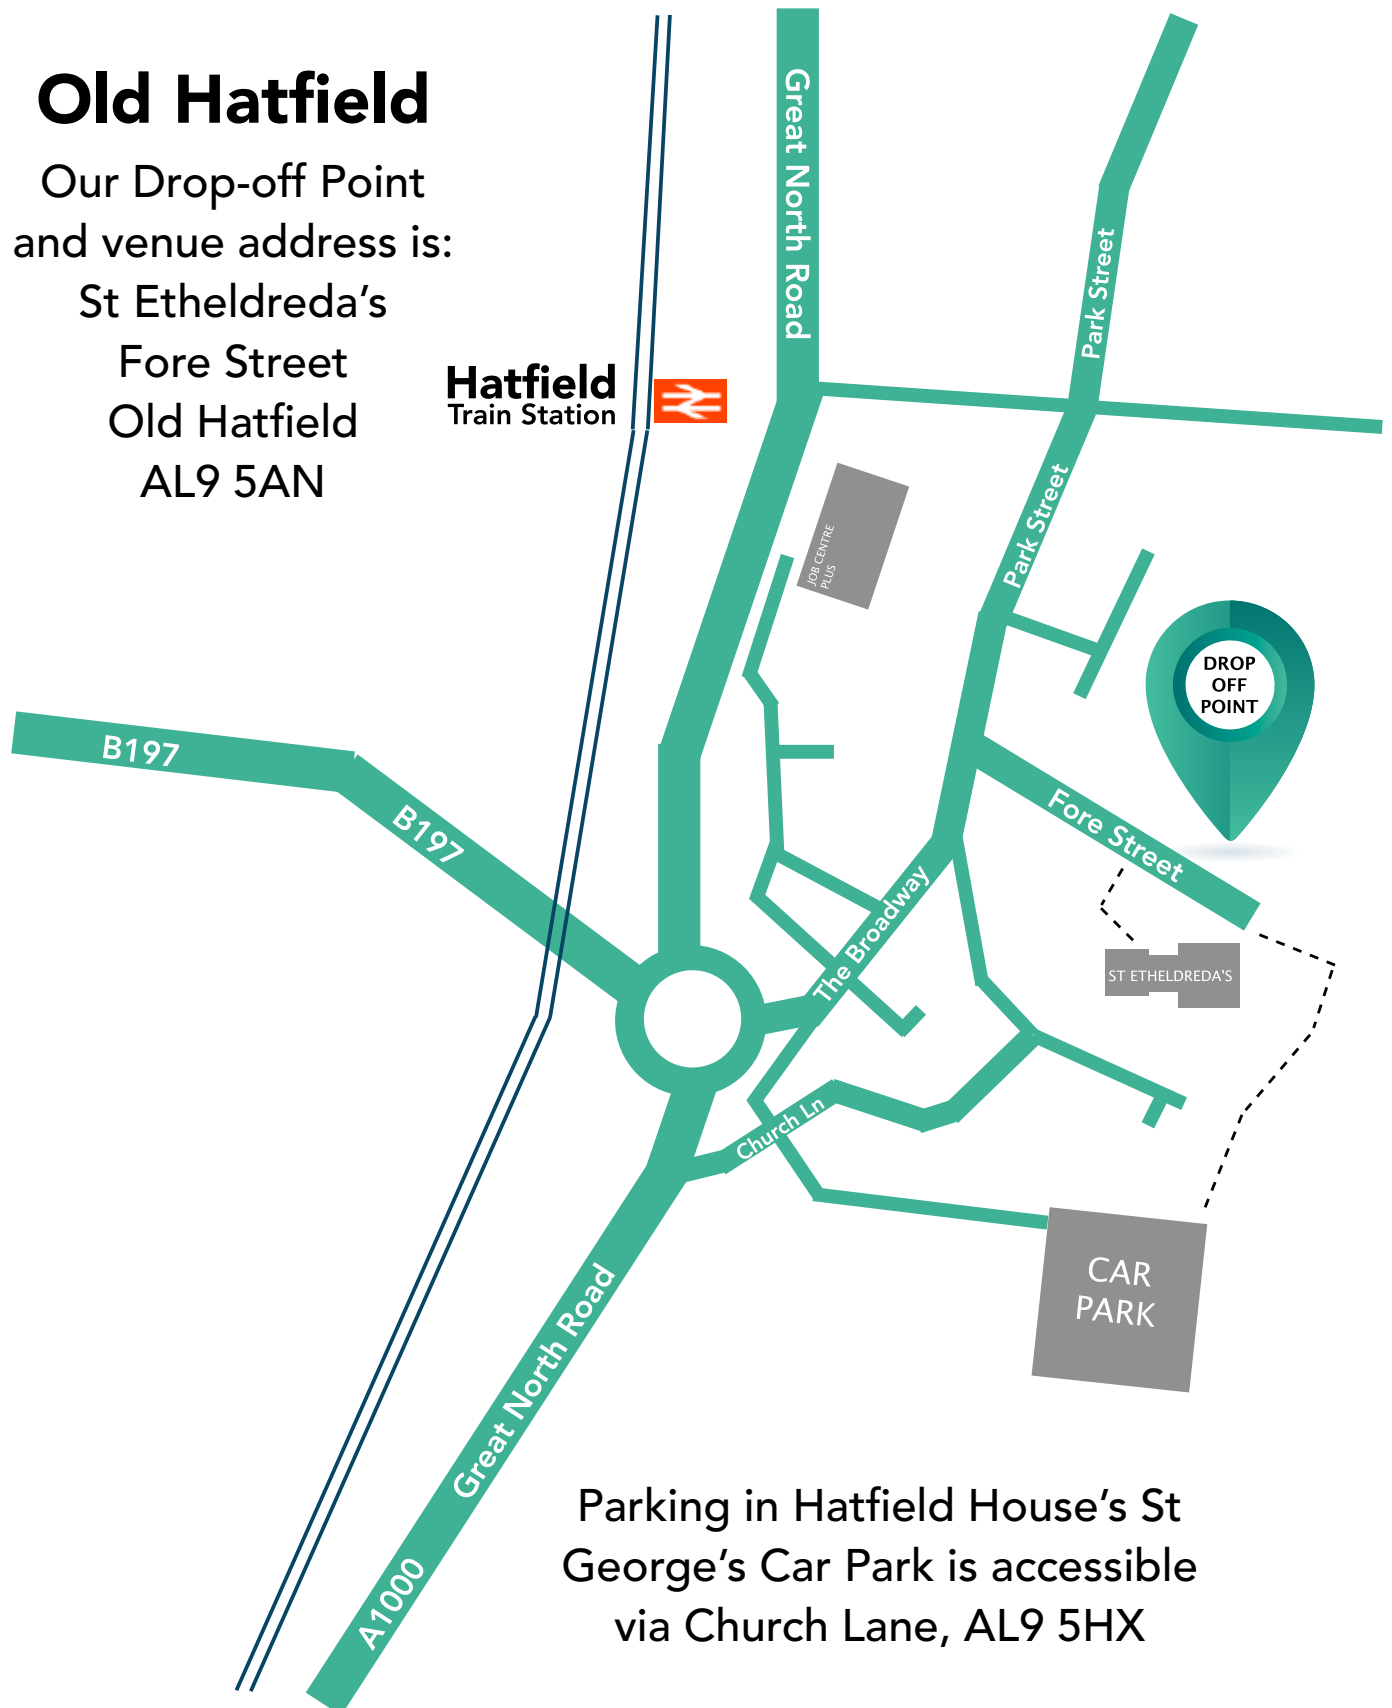 Old Hatfield
Our Drop-off Point
and venue address is:
St Etheldreda’s
Fore Street
Old Hatfield
AL9 5AN
Great North Road
Park Street
Hatfield
Train Station
Park Street
JOB CENTRE
PLUS
DROP
OFF
POINT
B197
B197
Fore Street
The Broadway
ST ETHELDREDA'S
Church Ln
CAR
PARK
Great North Road
A1000
Parking in Hatfield House’s St
George’s Car Park is accessible
via Church Lane, AL9 5HX